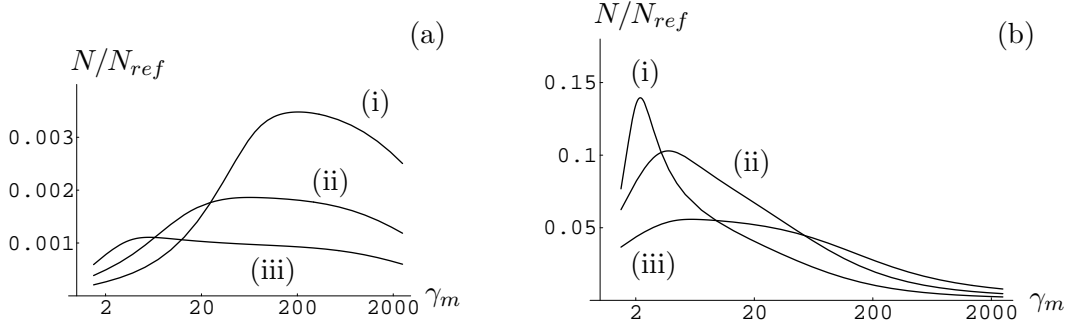 (a)
N/N_ref
(i)
0.003
(ii)
0.002
0.001
(iii)
2 20 200 2000 γ_m
(b)
N/N_ref
(i)
0.15
(ii)
0.1
0.05
(iii)
2 20 200 2000 γ_m